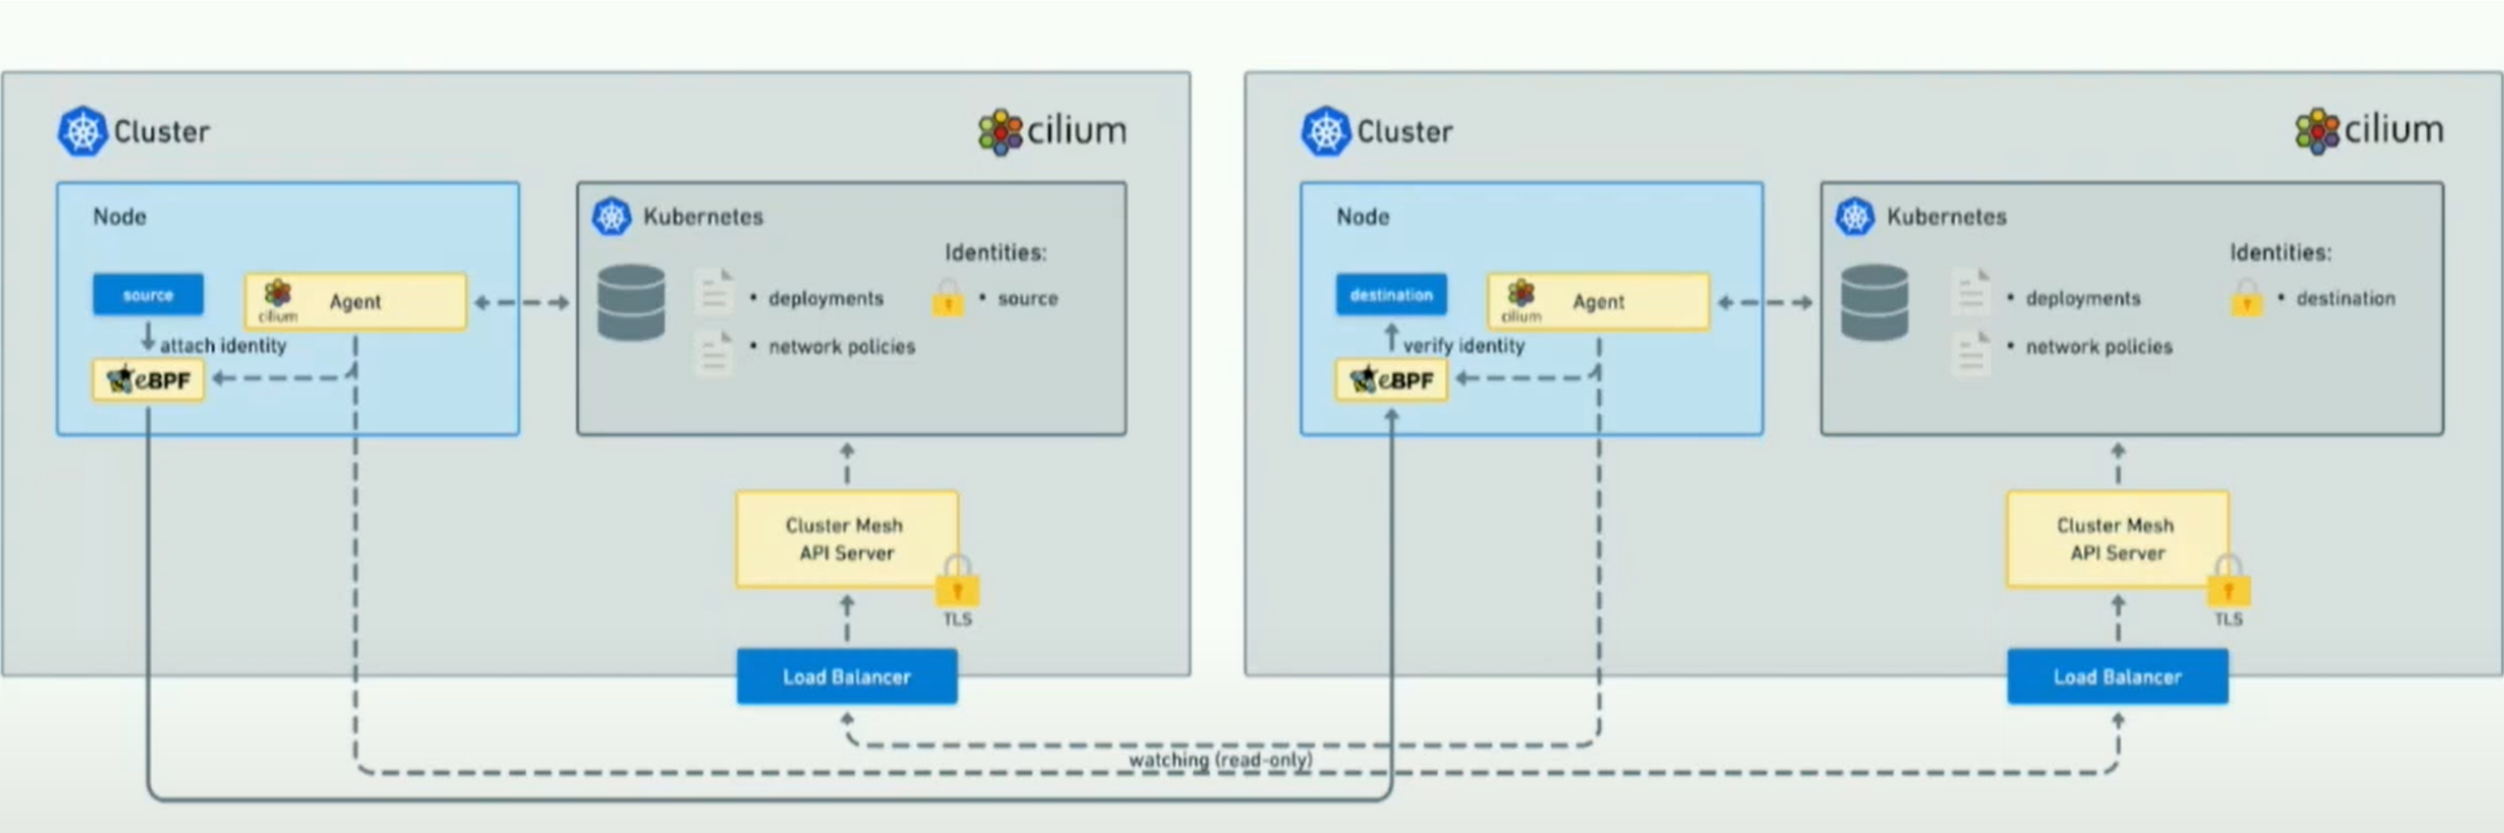 Cluster
cilium
Node
source
cilium
Agent
attach identity
eBPF
Kubernetes
Identities:
• deployments
• source
• network policies
Cluster Mesh
API Server
TLS
Load Balancer
Cluster
cilium
Node
destination
cilium
Agent
verify identity
eBPF
Kubernetes
Identities:
• deployments
• destination
• network policies
Cluster Mesh
API Server
TLS
Load Balancer
watching (read-only)